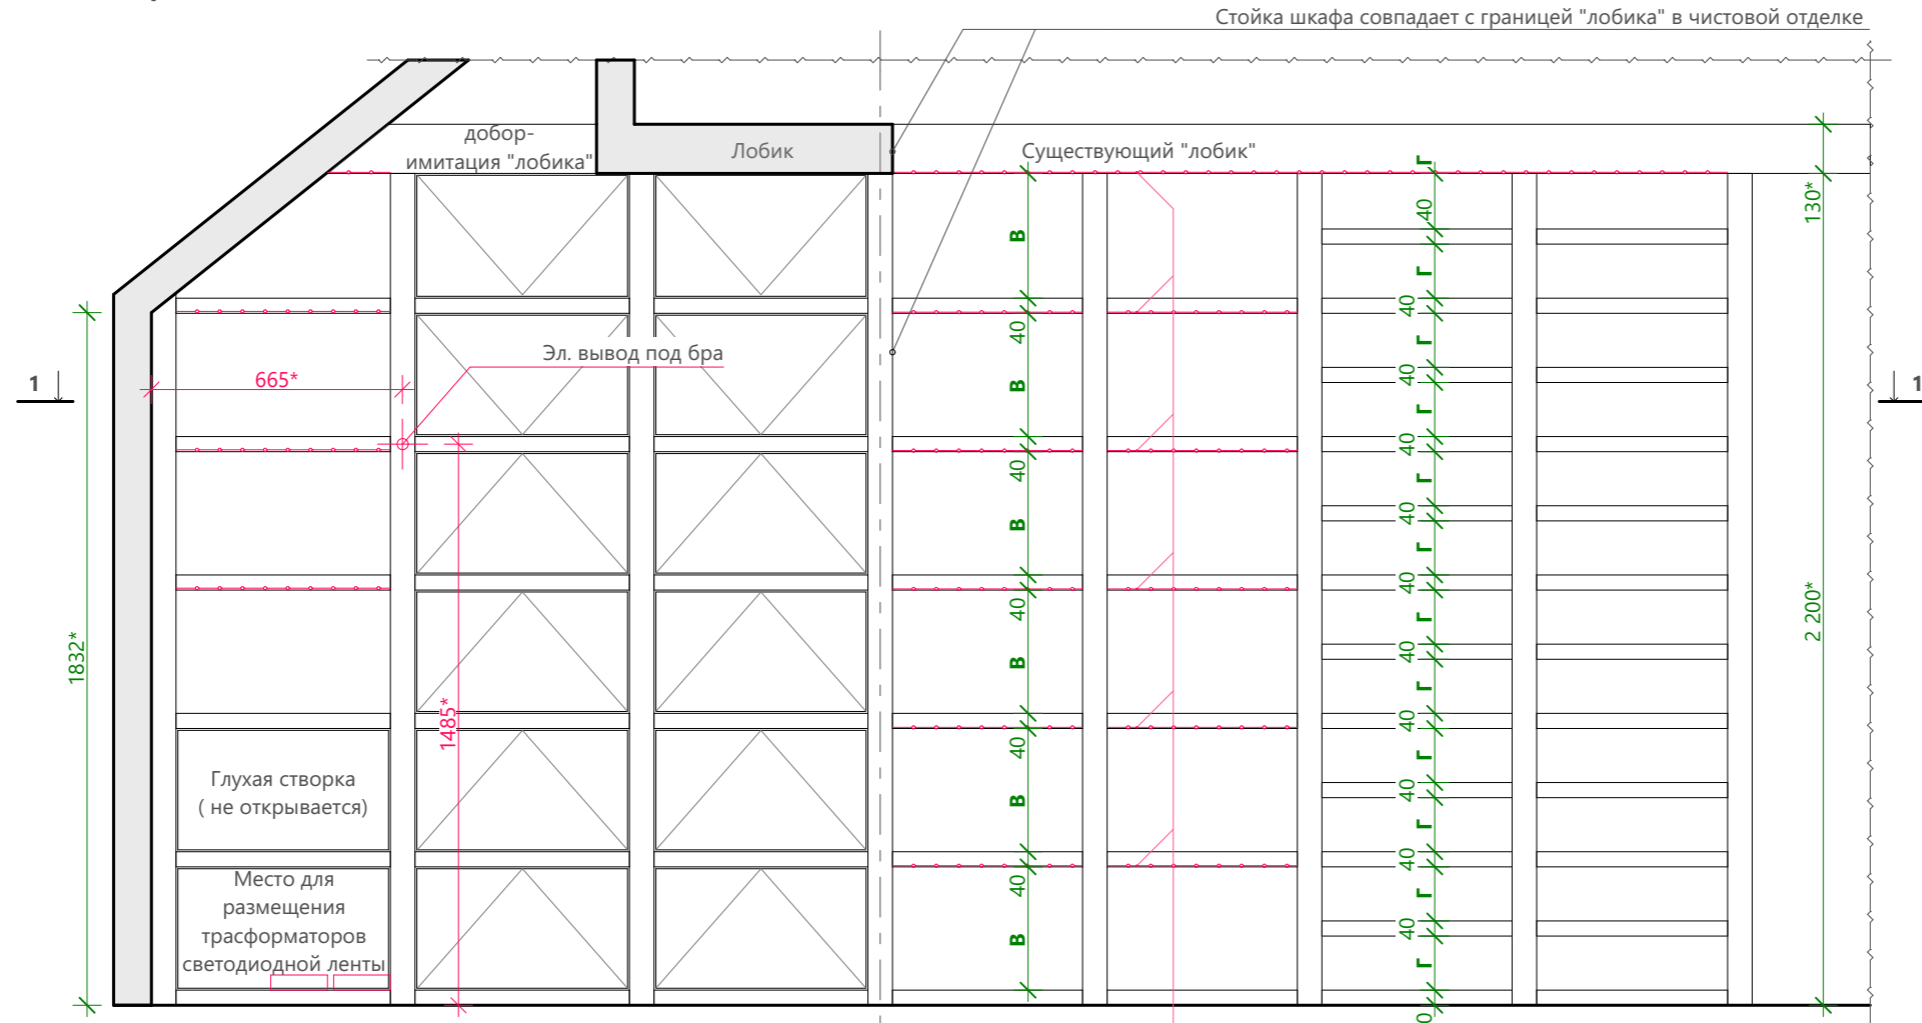 Стойка шкафа совпадает с границей "лобика" в чистовой отделке
добор-
имитация "лобика"
Лобик
Существующий "лобик"
Г
130*
40
В
Г
40
40
Эл. вывод под бра
Г
1
665*
1
В
40
Г
40
40
Г
В
40
Г
40
40
Г
2 200*
1832*
В
40
Г
1485*
40
40
Г
Глухая створка
( не открывается)
В
40
Г
40
40
Место для
размещения
трасформаторов
светодиодной ленты
Г
40
В
Г
0